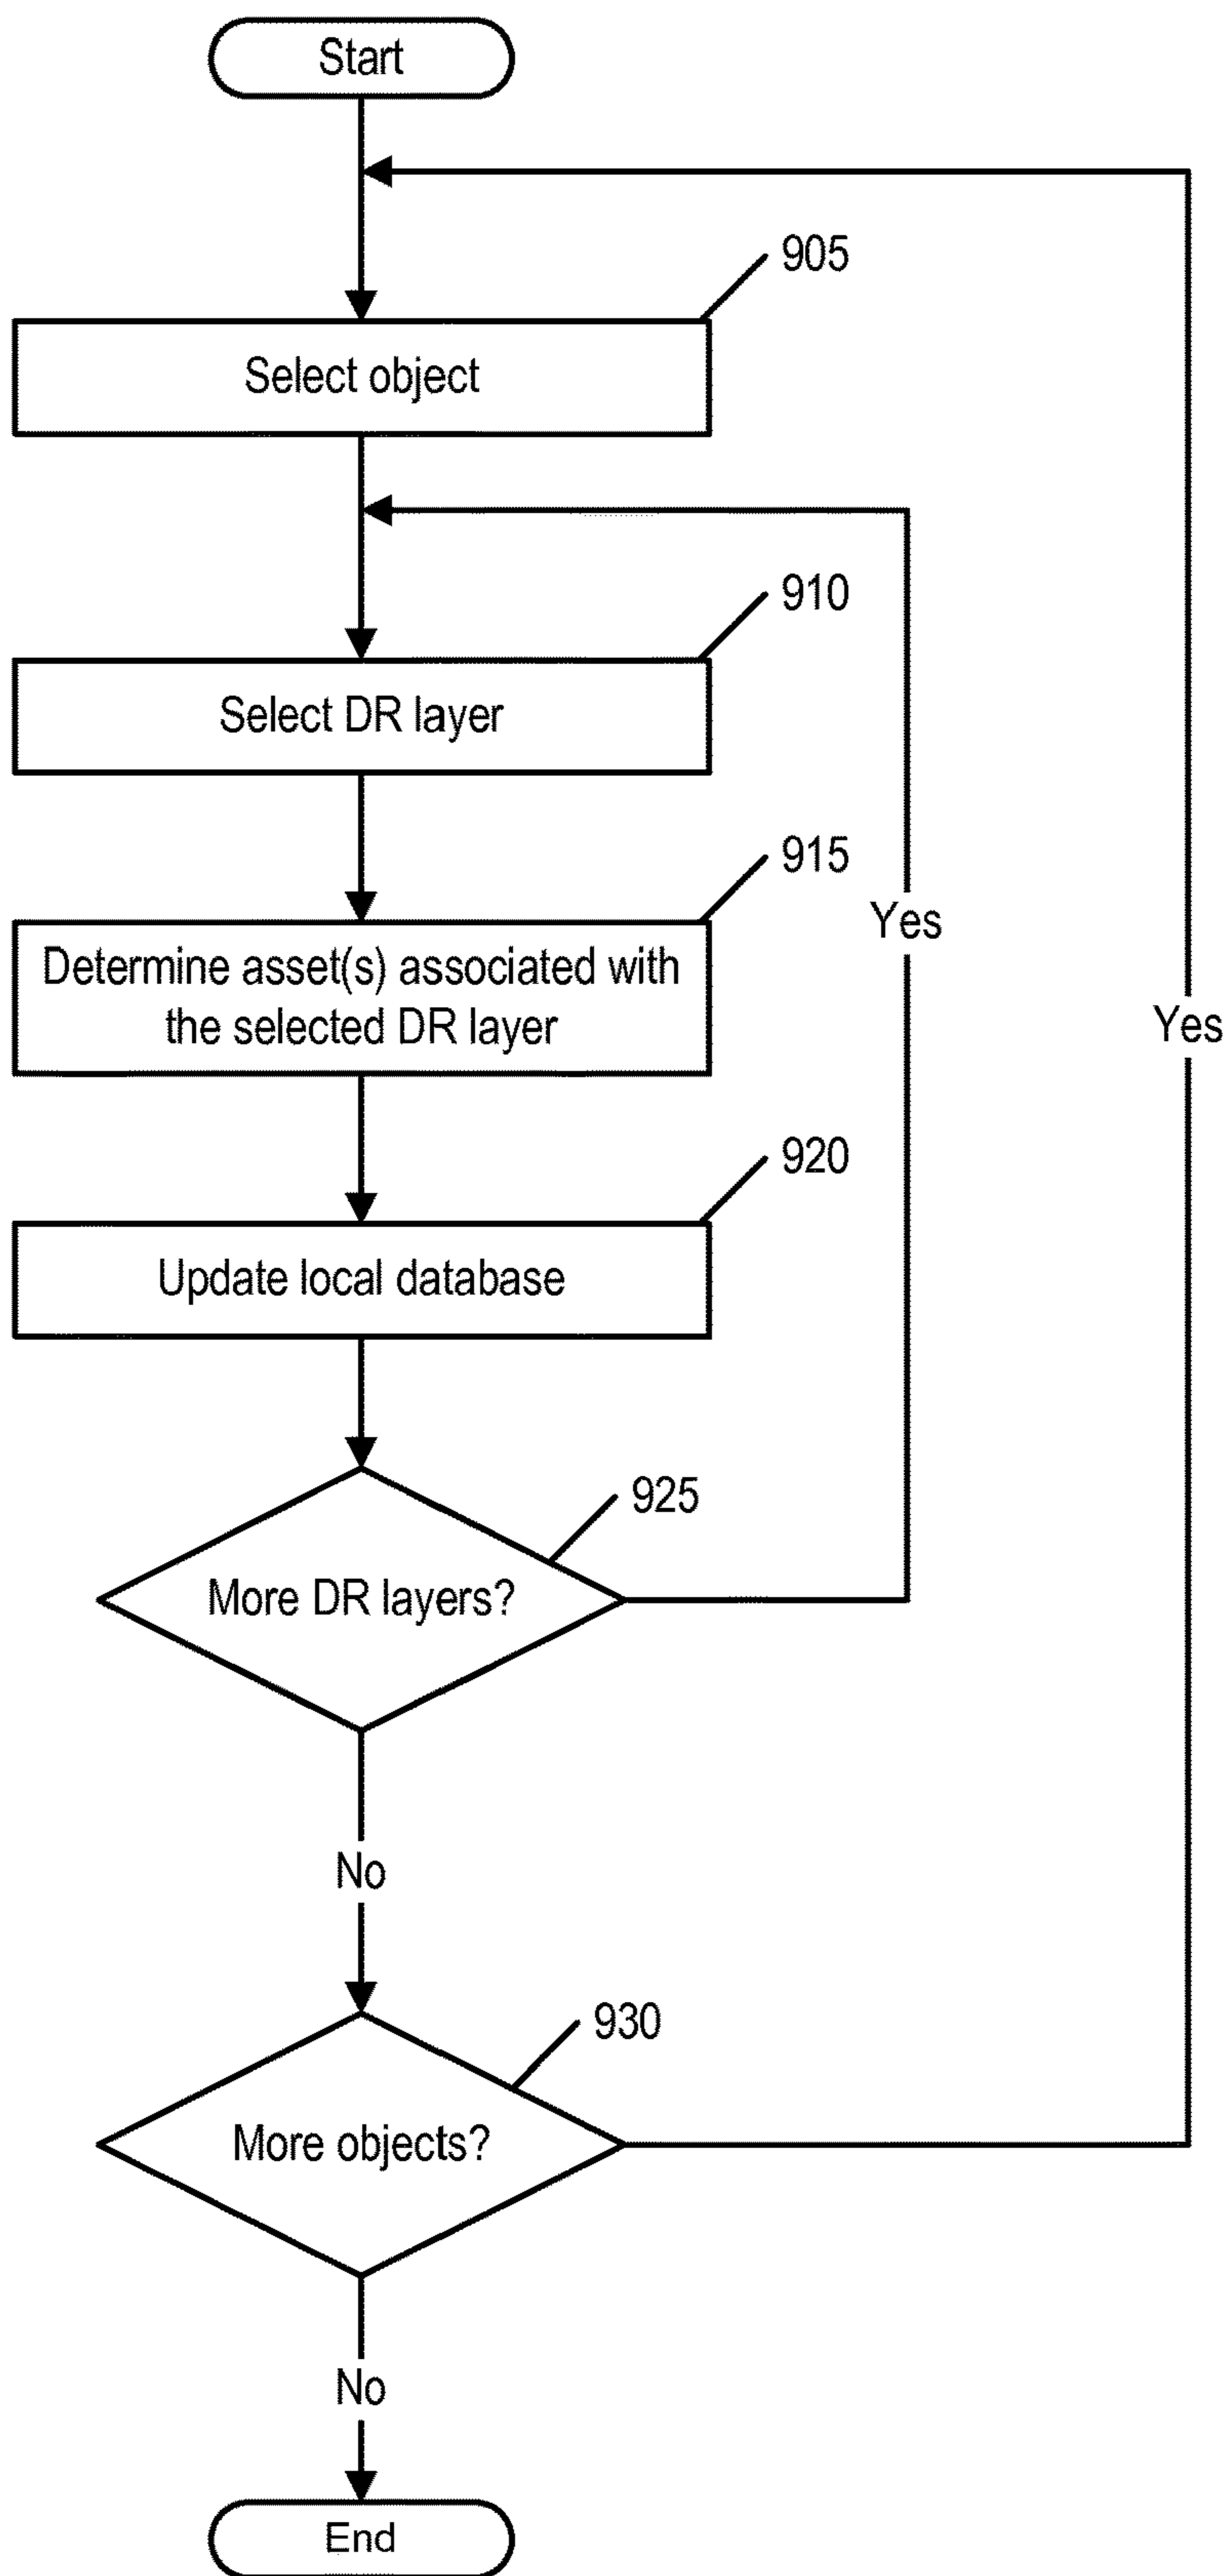 Start
905
Select object
910
Select DR layer
915
Determine asset(s) associated with
the selected DR layer
Yes
Yes
920
Update local database
925
More DR layers?
No
930
More objects?
No
End